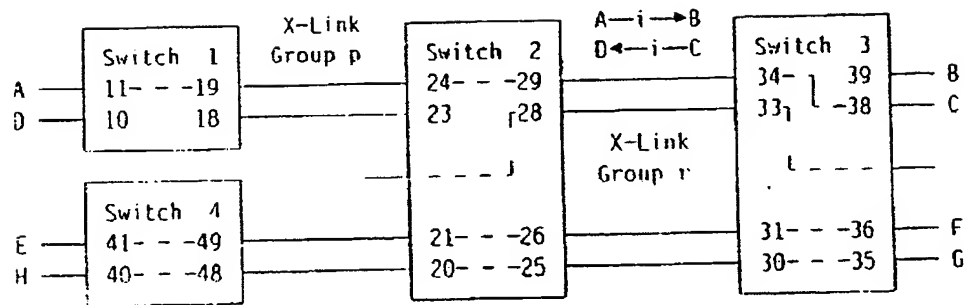 A—i—►B
D◄—i—C
X-Link
Group p
Switch 1
11- - -19
10 18
Switch 2
24- - -29
23 28
21- - -26
20- - -25
Switch 3
34- 39
33 -38
31- - -36
30- - -35
X-Link
Group r
Switch 4
41- - -49
40- - -48
A
D
E
H
B
C
F
G